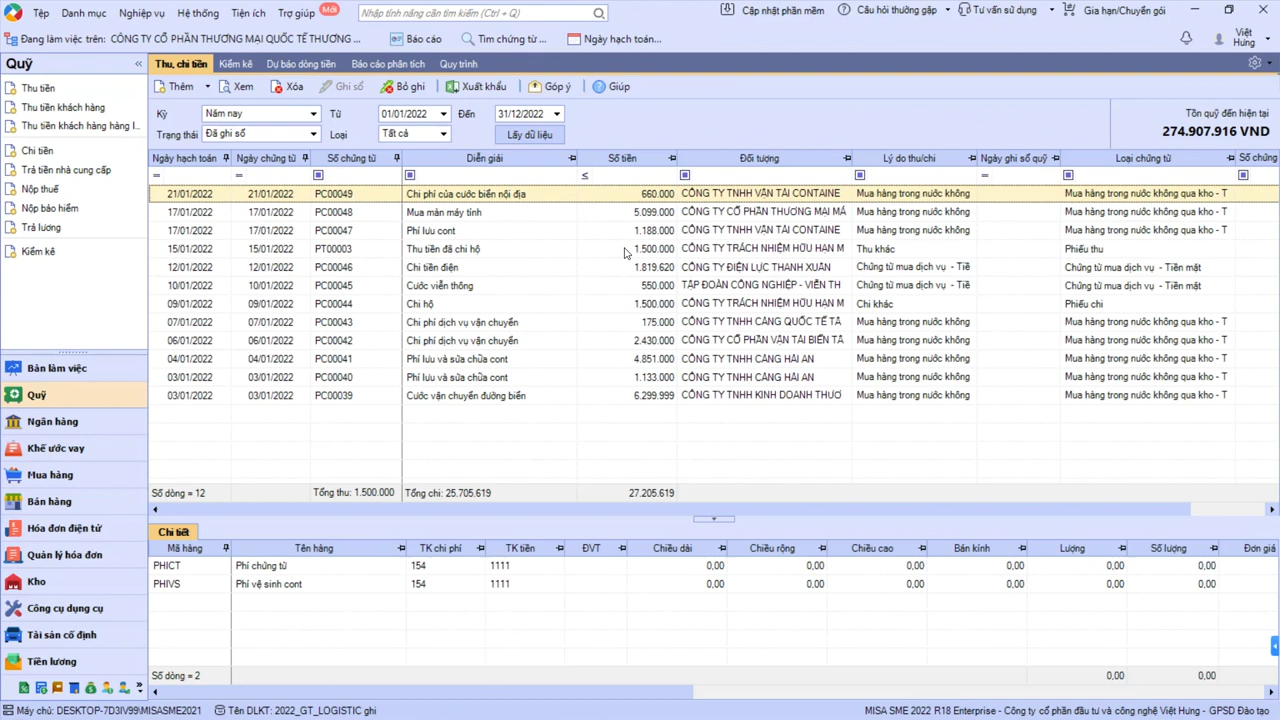 Tệp Danh mục Nghiệp vụ Hệ thống Tiện ích Trợ giúp Mới Nhập tính năng cần tìm kiếm (Ctrl + Q) Cập nhật phần mềm Câu hỏi thường gặp Tư vấn sử dụng Gia hạn/Chuyển gói
Đang làm việc trên: CÔNG TY CỔ PHẦN THƯƠNG MẠI QUỐC TẾ THƯƠNG ... Báo cáo Tìm chứng từ ... Ngày hạch toán... Việt Hưng
Quỹ « Thu, chi tiền Kiểm kê Dự báo dòng tiền Báo cáo phân tích Quy trình
Thu tiền
Thu tiền khách hàng
Thu tiền khách hàng hàng l...
Chi tiền
Trả tiền nhà cung cấp
Nộp thuế
Nộp bảo hiểm
Trả lương
Kiểm kê
Bàn làm việc
Quỹ
Ngân hàng
Khế ước vay
Mua hàng
Bán hàng
Hóa đơn điện tử
Quản lý hóa đơn
Kho
Công cụ dụng cụ
Tài sản cố định
Tiền lương
Thêm Xem Xóa Ghi sổ Bỏ ghi Xuất khẩu Góp ý Giúp
Kỳ Năm nay Từ 01/01/2022 Đến 31/12/2022
Trạng thái Đã ghi sổ Loại Tất cả Lấy dữ liệu
Tồn quỹ đến hiện tại
274.907.916 VND
Ngày hạch toán Ngày chứng từ Số chứng từ Diễn giải Số tiền Đối tượng Lý do thu/chi Ngày ghi sổ quỹ Loại chứng từ Số chứng
= = ≤ =
21/01/2022 21/01/2022 PC00049 Chi phí của cước biển nội địa 660.000 CÔNG TY TNHH VẬN TẢI CONTAINE Mua hàng trong nước không Mua hàng trong nước không qua kho - T
17/01/2022 17/01/2022 PC00048 Mua màn máy tính 5.099.000 CÔNG TY CỔ PHẦN THƯƠNG MẠI MÁ Mua hàng trong nước không Mua hàng trong nước không qua kho - T
17/01/2022 17/01/2022 PC00047 Phí lưu cont 1.188.000 CÔNG TY TNHH VẬN TẢI CONTAINE Mua hàng trong nước không Mua hàng trong nước không qua kho - T
15/01/2022 15/01/2022 PT00003 Thu tiền đã chi hộ 1.500.000 CÔNG TY TRÁCH NHIỆM HỮU HẠN M Thu khác Phiếu thu
12/01/2022 12/01/2022 PC00046 Chi tiền điện 1.819.620 CÔNG TY ĐIỆN LỰC THANH XUÂN Chứng từ mua dịch vụ - Tiề Chứng từ mua dịch vụ - Tiền mặt
10/01/2022 10/01/2022 PC00045 Cước viễn thông 550.000 TẬP ĐOÀN CÔNG NGHIỆP - VIỄN TH Chứng từ mua dịch vụ - Tiề Chứng từ mua dịch vụ - Tiền mặt
09/01/2022 09/01/2022 PC00044 Chi hộ 1.500.000 CÔNG TY TRÁCH NHIỆM HỮU HẠN M Chi khác Phiếu chi
07/01/2022 07/01/2022 PC00043 Chi phí dịch vụ vận chuyển 175.000 CÔNG TY TNHH CẢNG QUỐC TẾ TÂ Mua hàng trong nước không Mua hàng trong nước không qua kho - T
06/01/2022 06/01/2022 PC00042 Chi phí dịch vụ vận chuyển 2.430.000 CÔNG TY CỔ PHẦN VẬN TẢI BIỂN TÂ Mua hàng trong nước không Mua hàng trong nước không qua kho - T
04/01/2022 04/01/2022 PC00041 Phí lưu và sửa chữa cont 4.851.000 CÔNG TY TNHH CẢNG HẢI AN Mua hàng trong nước không Mua hàng trong nước không qua kho - T
03/01/2022 03/01/2022 PC00040 Phí lưu và sửa chữa cont 1.133.000 CÔNG TY TNHH CẢNG HẢI AN Mua hàng trong nước không Mua hàng trong nước không qua kho - T
03/01/2022 03/01/2022 PC00039 Cước vận chuyển đường biển 6.299.999 CÔNG TY TNHH KINH DOANH THƯƠ Mua hàng trong nước không Mua hàng trong nước không qua kho - T
Số dòng = 12 Tổng thu: 1.500.000 Tổng chi: 25.705.619 27.205.619
Chi tiết
Mã hàng Tên hàng TK chi phí TK tiền ĐVT Chiều dài Chiều rộng Chiều cao Bán kính Lượng Số lượng Đơn giá
PHICT Phí chứng từ 154 1111 0,00 0,00 0,00 0,00 0,00 0,00
PHIVS Phí vệ sinh cont 154 1111 0,00 0,00 0,00 0,00 0,00 0,00
Số dòng = 2 0,00 0,00
Máy chủ: DESKTOP-7D3IV99\MISASME2021 Tên DLKT: 2022_GT_LOGISTIC ghi MISA SME 2022 R18 Enterprise - Công ty cổ phần đầu tư và công nghệ Việt Hưng - GPSD Đào tạo